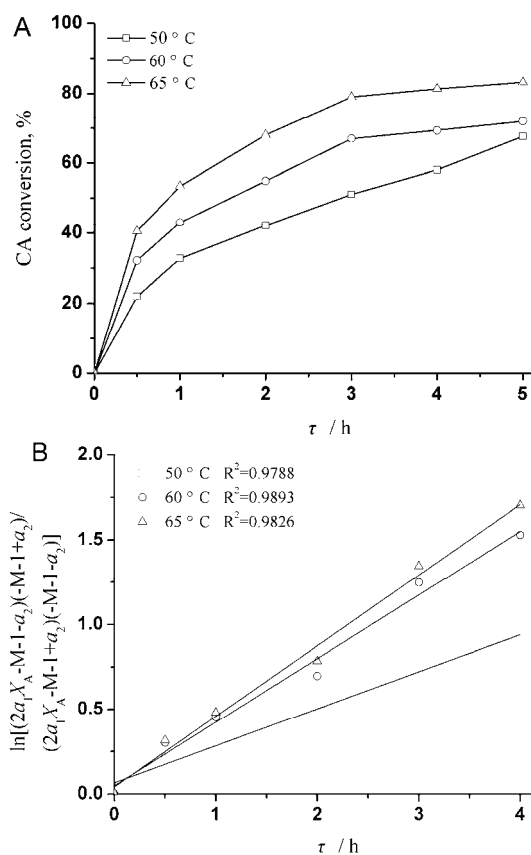 A
50 ° C
60 ° C
65 ° C
CA conversion, %
100
80
60
40
20
0
0 1 2 3 4 5
τ / h
B
50 ° C R²=0.9788
60 ° C R²=0.9893
65 ° C R²=0.9826
ln[(2a₁X_A-M-1-a₂)(-M-1+a₂)/
(2a₁X_A-M-1+a₂)(-M-1-a₂)]
2.0
1.5
1.0
0.5
0.0
0 1 2 3 4
τ / h